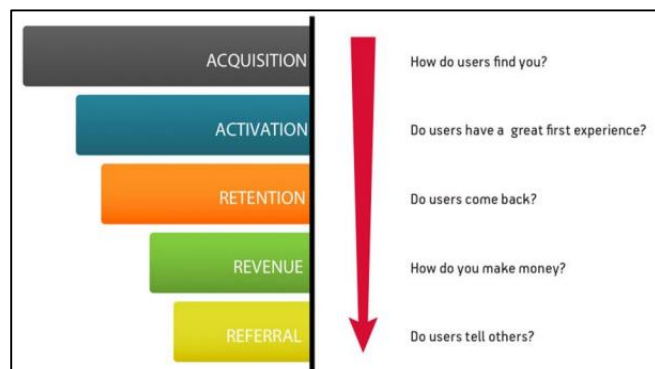 ACQUISITION
How do users find you?
ACTIVATION
Do users have a great first experience?
RETENTION
Do users come back?
REVENUE
How do you make money?
REFERRAL
Do users tell others?